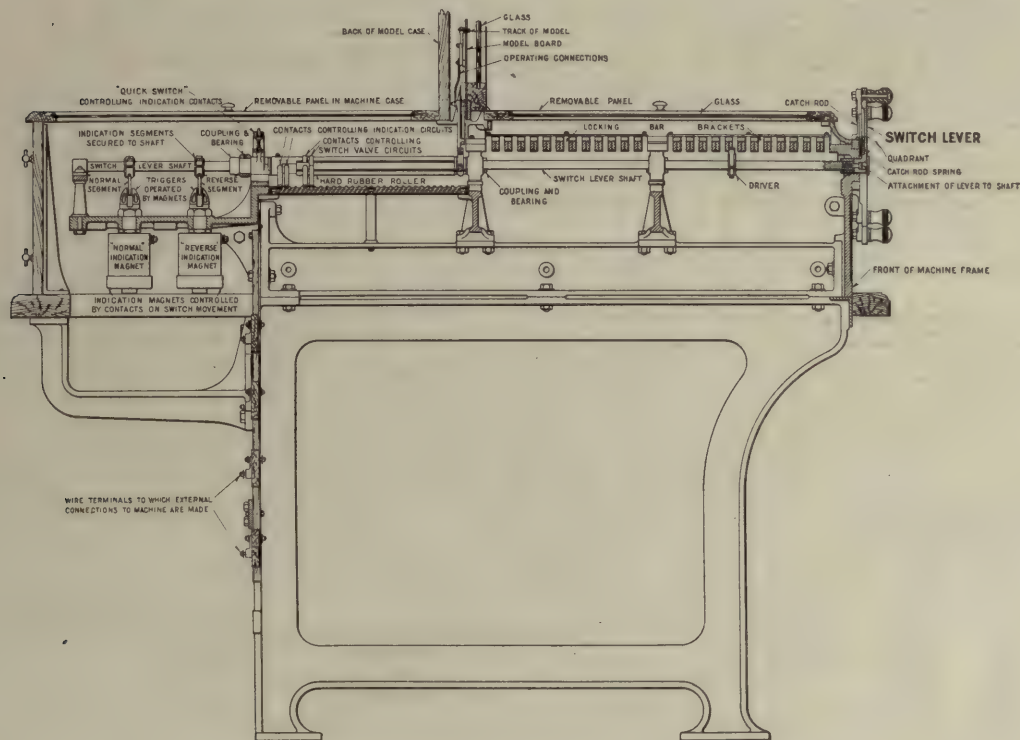 GLASS
BACK OF MODEL CASE
TRACK OF MODEL
MODEL BOARD
OPERATING CONNECTIONS
"QUICK SWITCH"
CONTROLLING INDICATION CONTACTS
REMOVABLE PANEL IN MACHINE CASE
REMOVABLE PANEL
GLASS
CATCH ROD
INDICATION SEGMENTS
SECURED TO SHAFT
COUPLING &
BEARING
CONTACTS CONTROLLING INDICATION CIRCUITS
CONTACTS CONTROLLING
SWITCH VALVE CIRCUITS
LOCKING BAR BRACKETS
SWITCH LEVER
SWITCH LEVER SHAFT
NORMAL
SEGMENT
TRIGGERS
OPERATED
BY MAGNETS
REVERSE
SEGMENT
HARD RUBBER ROLLER
SWITCH LEVER SHAFT
COUPLING AND
BEARING
DRIVER
QUADRANT
CATCH ROD SPRING
ATTACHMENT OF LEVER TO SHAFT
"NORMAL"
INDICATION
MAGNET
"REVERSE
INDICATION
MAGNET
FRONT OF MACHINE FRAME
INDICATION MAGNETS CONTROLLED
BY CONTACTS ON SWITCH MOVEMENT
WIRE TERMINALS TO WHICH EXTERNAL
CONNECTIONS TO MACHINE ARE MADE